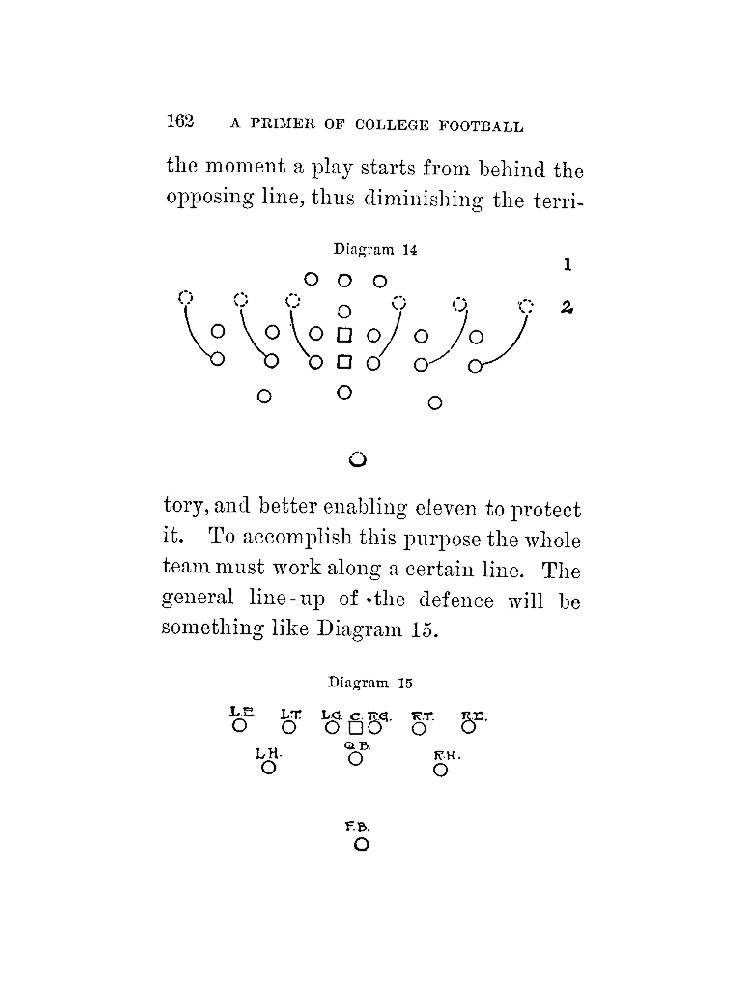 162 A PRIMER OF COLLEGE FOOTBALL
the moment a play starts from behind the
opposing line, thus diminishing the terri-
Diagram 14
1
2
tory, and better enabling eleven to protect
it. To accomplish this purpose the whole
team must work along a certain line. The
general line-up of the defence will be
something like Diagram 15.
Diagram 15
L.E. L.T. L.G. C. R.G. R.T. R.E.
L.H. Q.B. R.H.
F.B.